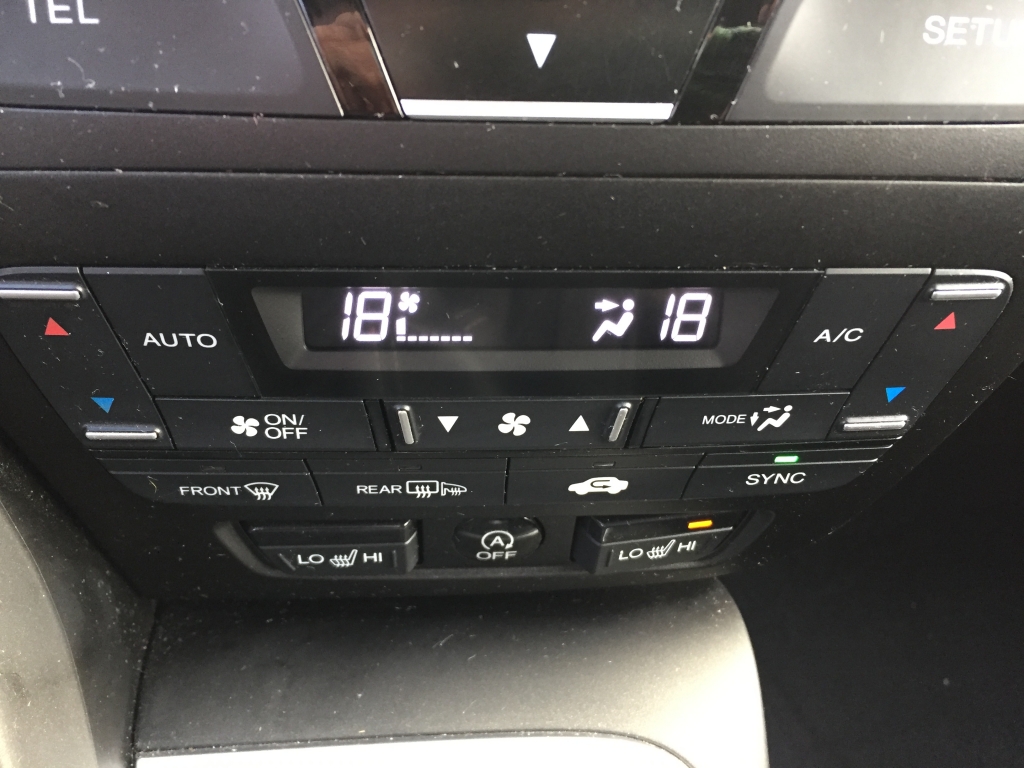 TEL
SETU
18 18
AUTO
A/C
ON/
OFF
MODE
FRONT
REAR
SYNC
LO HI
A
OFF
LO HI